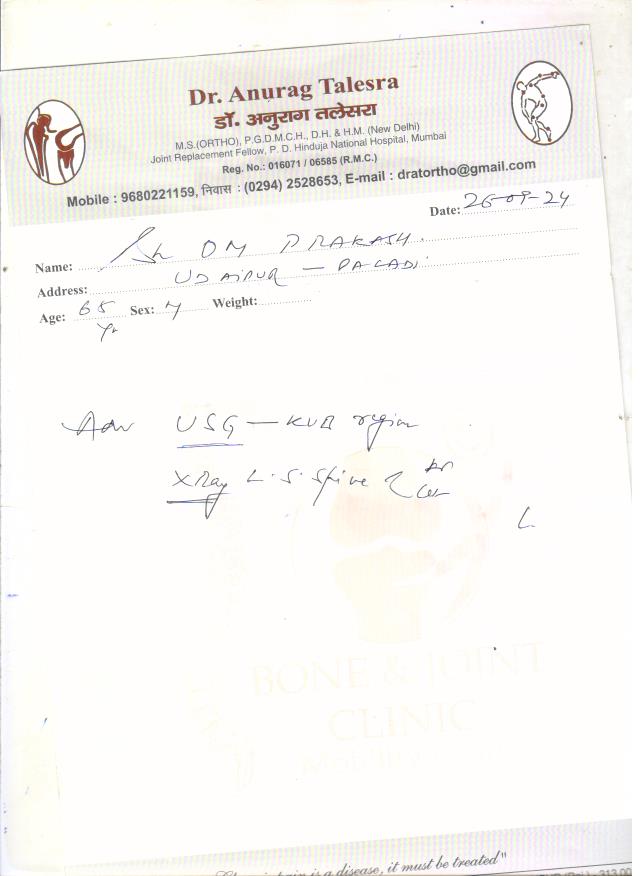 Dr. Anurag Talesra
डॉ. अनुराग तलेसरा
M.S.(ORTHO), P.G.D.M.C.H., D.H. & H.M. (New Delhi)
Joint Replacement Fellow, P. D. Hinduja National Hospital, Mumbai
Reg. No.: 016071 / 06585 (R.M.C.)
Mobile : 9680221159, निवास : (0294) 2528653, E-mail : dratortho@gmail.com
Date: 26-09-24
Name: Sh OM PRAKASH.
Address: UDAIPUR — PALADI
Age: 65 Yr Sex: M Weight:
Adv USG — KUB region
X Ray L.S. Spine AP Lat
BONE & JOINT
CLINIC
is a disease, it must be treated"